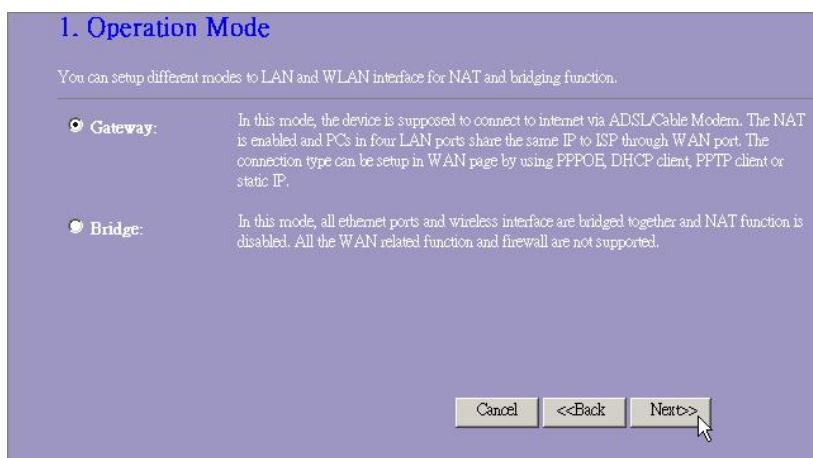 1. Operation Mode
You can setup different modes to LAN and WLAN interface for NAT and bridging function.
Gateway:
In this mode, the device is supposed to connect to internet via ADSL/Cable Modem. The NAT
is enabled and PCs in four LAN ports share the same IP to ISP through WAN port. The
connection type can be setup in WAN page by using PPPOE, DHCP client, PPTP client or
static IP.
Bridge:
In this mode, all ethernet ports and wireless interface are bridged together and NAT function is
disabled. All the WAN related function and firewall are not supported.
Cancel
<<Back
Next>>